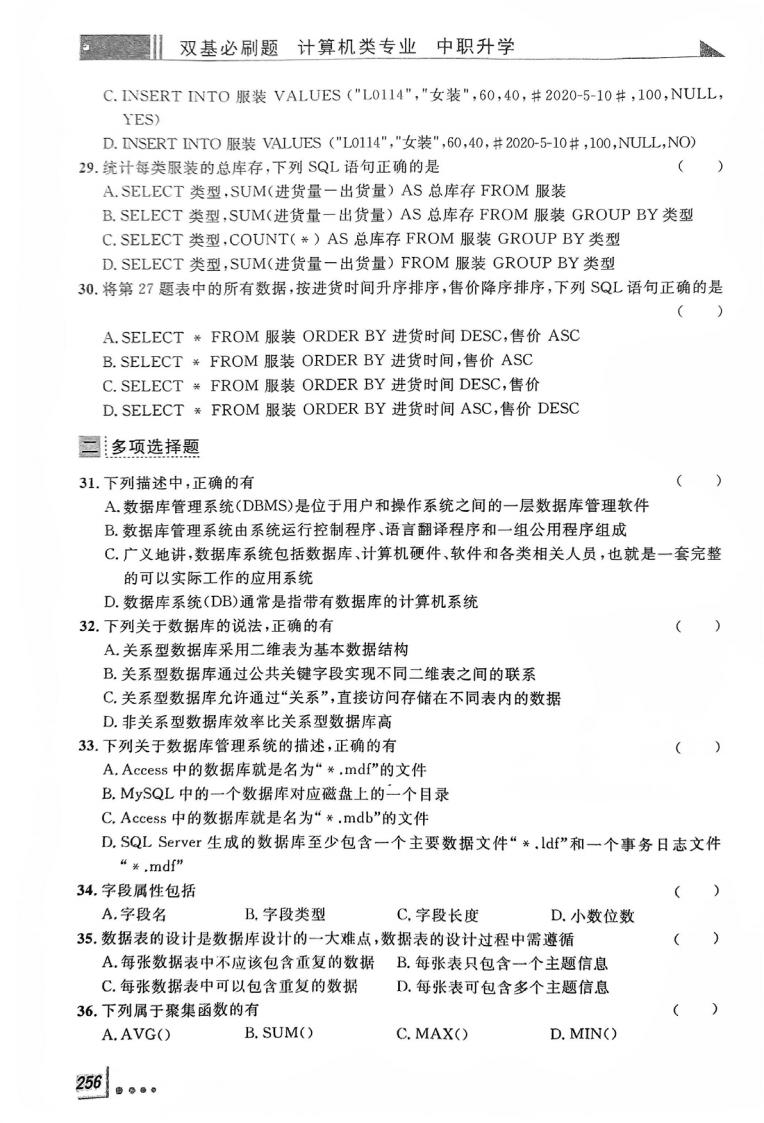 双基必刷题 计算机类专业 中职升学
C. INSERT INTO 服装 VALUES ("L0114","女装",60,40,#2020-5-10#,100,NULL,
YES)
D. INSERT INTO 服装 VALUES ("L0114","女装",60,40,#2020-5-10#,100,NULL,NO)
29. 统计每类服装的总库存,下列 SQL 语句正确的是 ( )
A. SELECT 类型,SUM(进货量-出货量) AS 总库存 FROM 服装
B. SELECT 类型,SUM(进货量-出货量) AS 总库存 FROM 服装 GROUP BY 类型
C. SELECT 类型,COUNT(*) AS 总库存 FROM 服装 GROUP BY 类型
D. SELECT 类型,SUM(进货量-出货量) FROM 服装 GROUP BY 类型
30. 将第 27 题表中的所有数据,按进货时间升序排序,售价降序排序,下列 SQL 语句正确的是
( )
A. SELECT * FROM 服装 ORDER BY 进货时间 DESC,售价 ASC
B. SELECT * FROM 服装 ORDER BY 进货时间,售价 ASC
C. SELECT * FROM 服装 ORDER BY 进货时间 DESC,售价
D. SELECT * FROM 服装 ORDER BY 进货时间 ASC,售价 DESC
二 多项选择题
31. 下列描述中,正确的有 ( )
A. 数据库管理系统(DBMS)是位于用户和操作系统之间的一层数据库管理软件
B. 数据库管理系统由系统运行控制程序、语言翻译程序和一组公用程序组成
C. 广义地讲,数据库系统包括数据库、计算机硬件、软件和各类相关人员,也就是一套完整
的可以实际工作的应用系统
D. 数据库系统(DB)通常是指带有数据库的计算机系统
32. 下列关于数据库的说法,正确的有 ( )
A. 关系型数据库采用二维表为基本数据结构
B. 关系型数据库通过公共关键字段实现不同二维表之间的联系
C. 关系型数据库允许通过“关系”,直接访问存储在不同表内的数据
D. 非关系型数据库效率比关系型数据库高
33. 下列关于数据库管理系统的描述,正确的有 ( )
A. Access 中的数据库就是名为“*.mdf”的文件
B. MySQL 中的一个数据库对应磁盘上的一个目录
C. Access 中的数据库就是名为“*.mdb”的文件
D. SQL Server 生成的数据库至少包含一个主要数据文件“*.ldf”和一个事务日志文件
“*.mdf”
34. 字段属性包括 ( )
A. 字段名 B. 字段类型 C. 字段长度 D. 小数位数
35. 数据表的设计是数据库设计的一大难点,数据表的设计过程中需遵循 ( )
A. 每张数据表中不应该包含重复的数据 B. 每张表只包含一个主题信息
C. 每张数据表中可以包含重复的数据 D. 每张表可包含多个主题信息
36. 下列属于聚集函数的有 ( )
A. AVG() B. SUM() C. MAX() D. MIN()
256